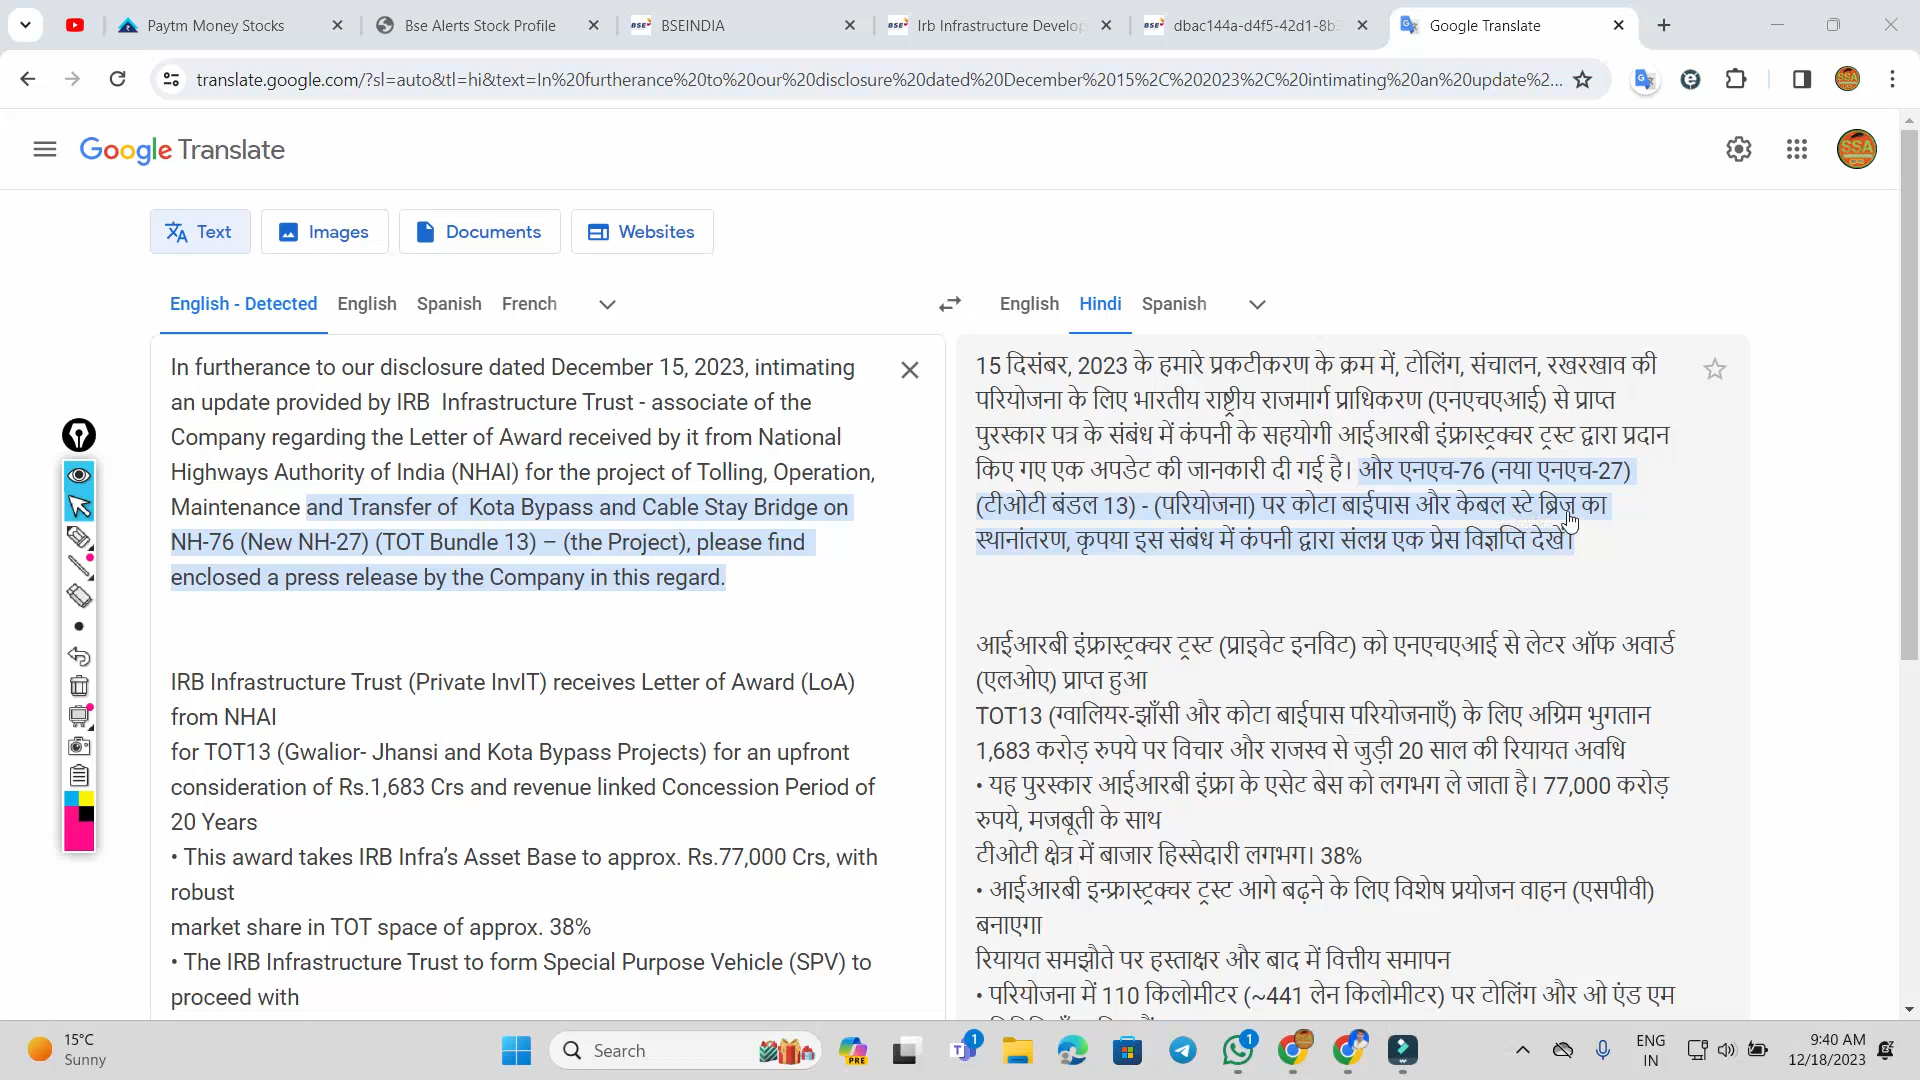 Paytm Money Stocks
Bse Alerts Stock Profile
BSEINDIA
Irb Infrastructure Develop
dbac144a-d4f5-42d1-8b
Google Translate
translate.google.com/?sl=auto&tl=hi&text=In%20furtherance%20to%20our%20disclosure%20dated%20December%2015%2C%202023%2C%20intimating%20an%20update%2...
Google Translate
SSA
Text
Images
Documents
Websites
English - Detected
English
Spanish
French
English
Hindi
Spanish
In furtherance to our disclosure dated December 15, 2023, intimating
an update provided by IRB Infrastructure Trust - associate of the
Company regarding the Letter of Award received by it from National
Highways Authority of India (NHAI) for the project of Tolling, Operation,
Maintenance and Transfer of Kota Bypass and Cable Stay Bridge on
NH-76 (New NH-27) (TOT Bundle 13) – (the Project), please find
enclosed a press release by the Company in this regard.
IRB Infrastructure Trust (Private InvIT) receives Letter of Award (LoA)
from NHAI
for TOT13 (Gwalior- Jhansi and Kota Bypass Projects) for an upfront
consideration of Rs.1,683 Crs and revenue linked Concession Period of
20 Years
• This award takes IRB Infra’s Asset Base to approx. Rs.77,000 Crs, with
robust
market share in TOT space of approx. 38%
• The IRB Infrastructure Trust to form Special Purpose Vehicle (SPV) to
proceed with
15 दिसंबर, 2023 के हमारे प्रकटीकरण के क्रम में, टोलिंग, संचालन, रखरखाव की
परियोजना के लिए भारतीय राष्ट्रीय राजमार्ग प्राधिकरण (एनएचएआई) से प्राप्त
पुरस्कार पत्र के संबंध में कंपनी के सहयोगी आईआरबी इंफ्रास्ट्रक्चर ट्रस्ट द्वारा प्रदान
किए गए एक अपडेट की जानकारी दी गई है। और एनएच-76 (नया एनएच-27)
(टीओटी बंडल 13) - (परियोजना) पर कोटा बाईपास और केबल स्टे ब्रिज का
स्थानांतरण, कृपया इस संबंध में कंपनी द्वारा संलग्न एक प्रेस विज्ञप्ति देखें।
आईआरबी इंफ्रास्ट्रक्चर ट्रस्ट (प्राइवेट इनविट) को एनएचएआई से लेटर ऑफ अवार्ड
(एलओए) प्राप्त हुआ
TOT13 (ग्वालियर-झाँसी और कोटा बाईपास परियोजनाएँ) के लिए अग्रिम भुगतान
1,683 करोड़ रुपये पर विचार और राजस्व से जुड़ी 20 साल की रियायत अवधि
• यह पुरस्कार आईआरबी इंफ्रा के एसेट बेस को लगभग ले जाता है। 77,000 करोड़
रुपये, मजबूती के साथ
टीओटी क्षेत्र में बाजार हिस्सेदारी लगभग। 38%
• आईआरबी इन्फ्रास्ट्रक्चर ट्रस्ट आगे बढ़ने के लिए विशेष प्रयोजन वाहन (एसपीवी)
बनाएगा
रियायत समझौते पर हस्ताक्षर और बाद में वित्तीय समापन
• परियोजना में 110 किलोमीटर (~441 लेन किलोमीटर) पर टोलिंग और ओ एंड एम
15°C
Sunny
Search
PRE
1
1
ENG
IN
9:40 AM
12/18/2023